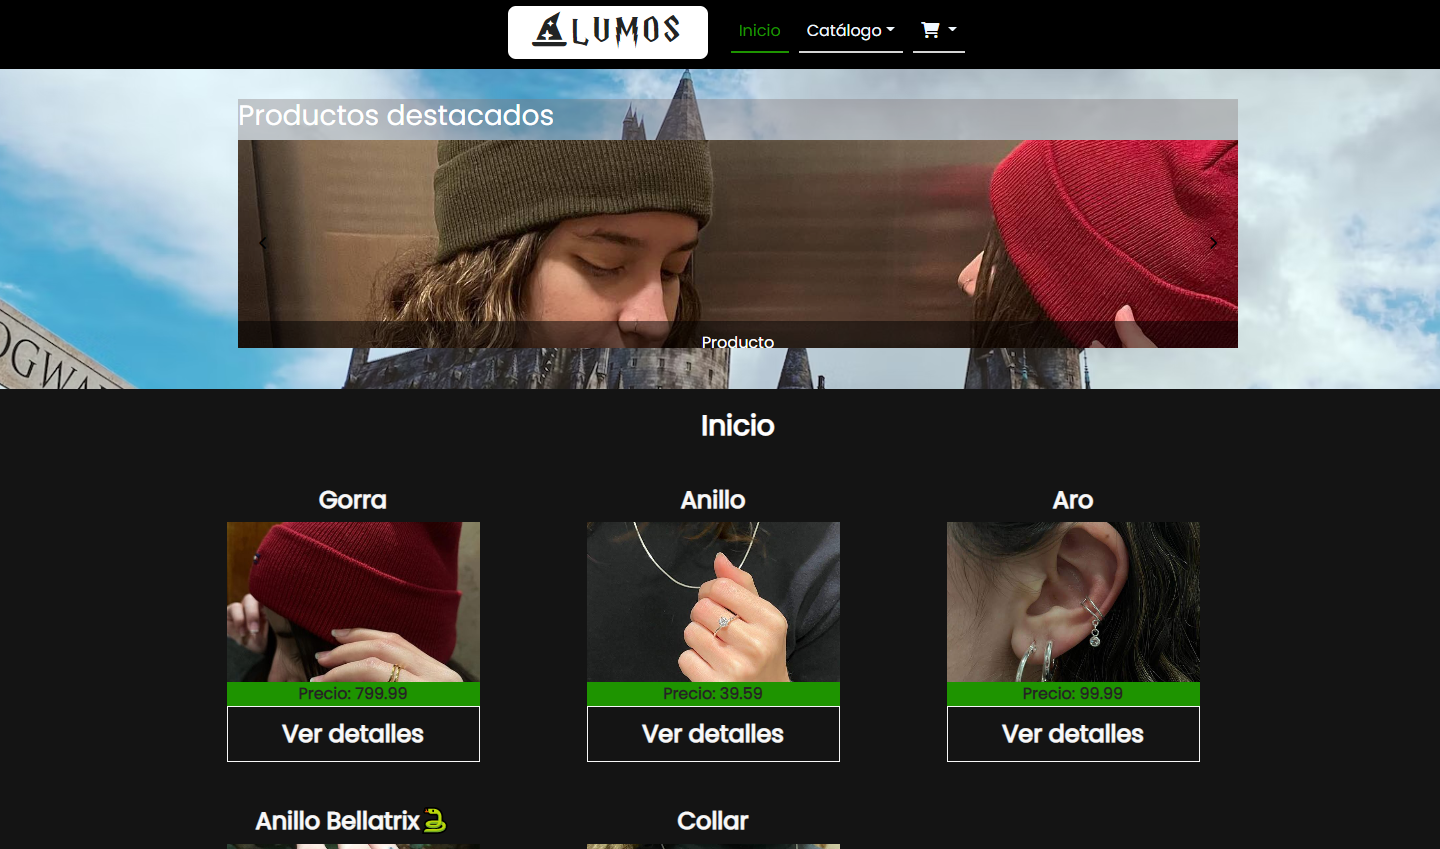 LUMOS
Inicio
Catálogo
Productos destacados
OGWA
Producto
Inicio
Gorra
Anillo
Aro
Precio: 799.99
Precio: 39.59
Precio: 99.99
Ver detalles
Ver detalles
Ver detalles
Anillo Bellatrix🐍
Collar